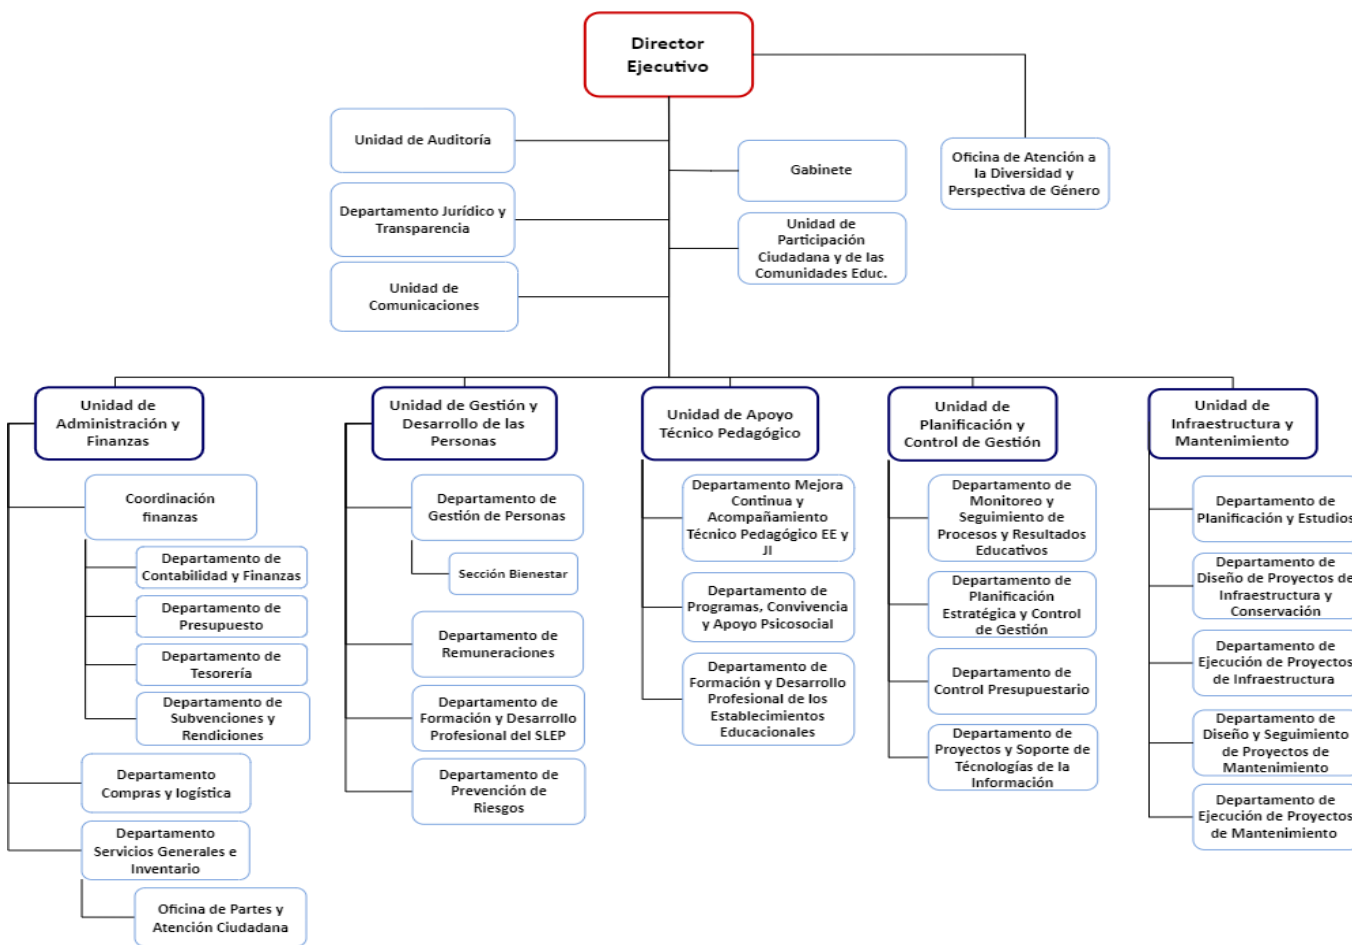 Director
Ejecutivo
Unidad de Auditoría
Gabinete
Oficina de Atención a
la Diversidad y
Perspectiva de Género
Departamento Jurídico y
Transparencia
Unidad de
Participación
Ciudadana y de las
Comunidades Educ.
Unidad de
Comunicaciones
Unidad de
Administración y
Finanzas
Coordinación
finanzas
Departamento de
Contabilidad y Finanzas
Departamento de
Presupuesto
Departamento de
Tesorería
Departamento de
Subvenciones y
Rendiciones
Departamento
Compras y logística
Departamento
Servicios Generales e
Inventario
Oficina de Partes y
Atención Ciudadana
Unidad de Gestión y
Desarrollo de las
Personas
Departamento de
Gestión de Personas
Sección Bienestar
Departamento de
Remuneraciones
Departamento de
Formación y Desarrollo
Profesional del SLEP
Departamento de
Prevención de
Riesgos
Unidad de Apoyo
Técnico Pedagógico
Departamento Mejora
Continua y
Acompañamiento
Técnico Pedagógico EE y
JI
Departamento de
Programas, Convivencia
y Apoyo Psicosocial
Departamento de
Formación y Desarrollo
Profesional de los
Establecimientos
Educacionales
Unidad de
Planificación y
Control de Gestión
Departamento de
Monitoreo y
Seguimiento de
Procesos y Resultados
Educativos
Departamento de
Planificación
Estratégica y Control
de Gestión
Departamento de
Control Presupuestario
Departamento de
Proyectos y Soporte de
Técnologías de la
Información
Unidad de
Infraestructura y
Mantenimiento
Departamento de
Planificación y Estudios
Departamento de
Diseño de Proyectos de
Infraestructura y
Conservación
Departamento de
Ejecución de Proyectos
de Infraestructura
Departamento de
Diseño y Seguimiento
de Proyectos de
Mantenimiento
Departamento de
Ejecución de Proyectos
de Mantenimiento